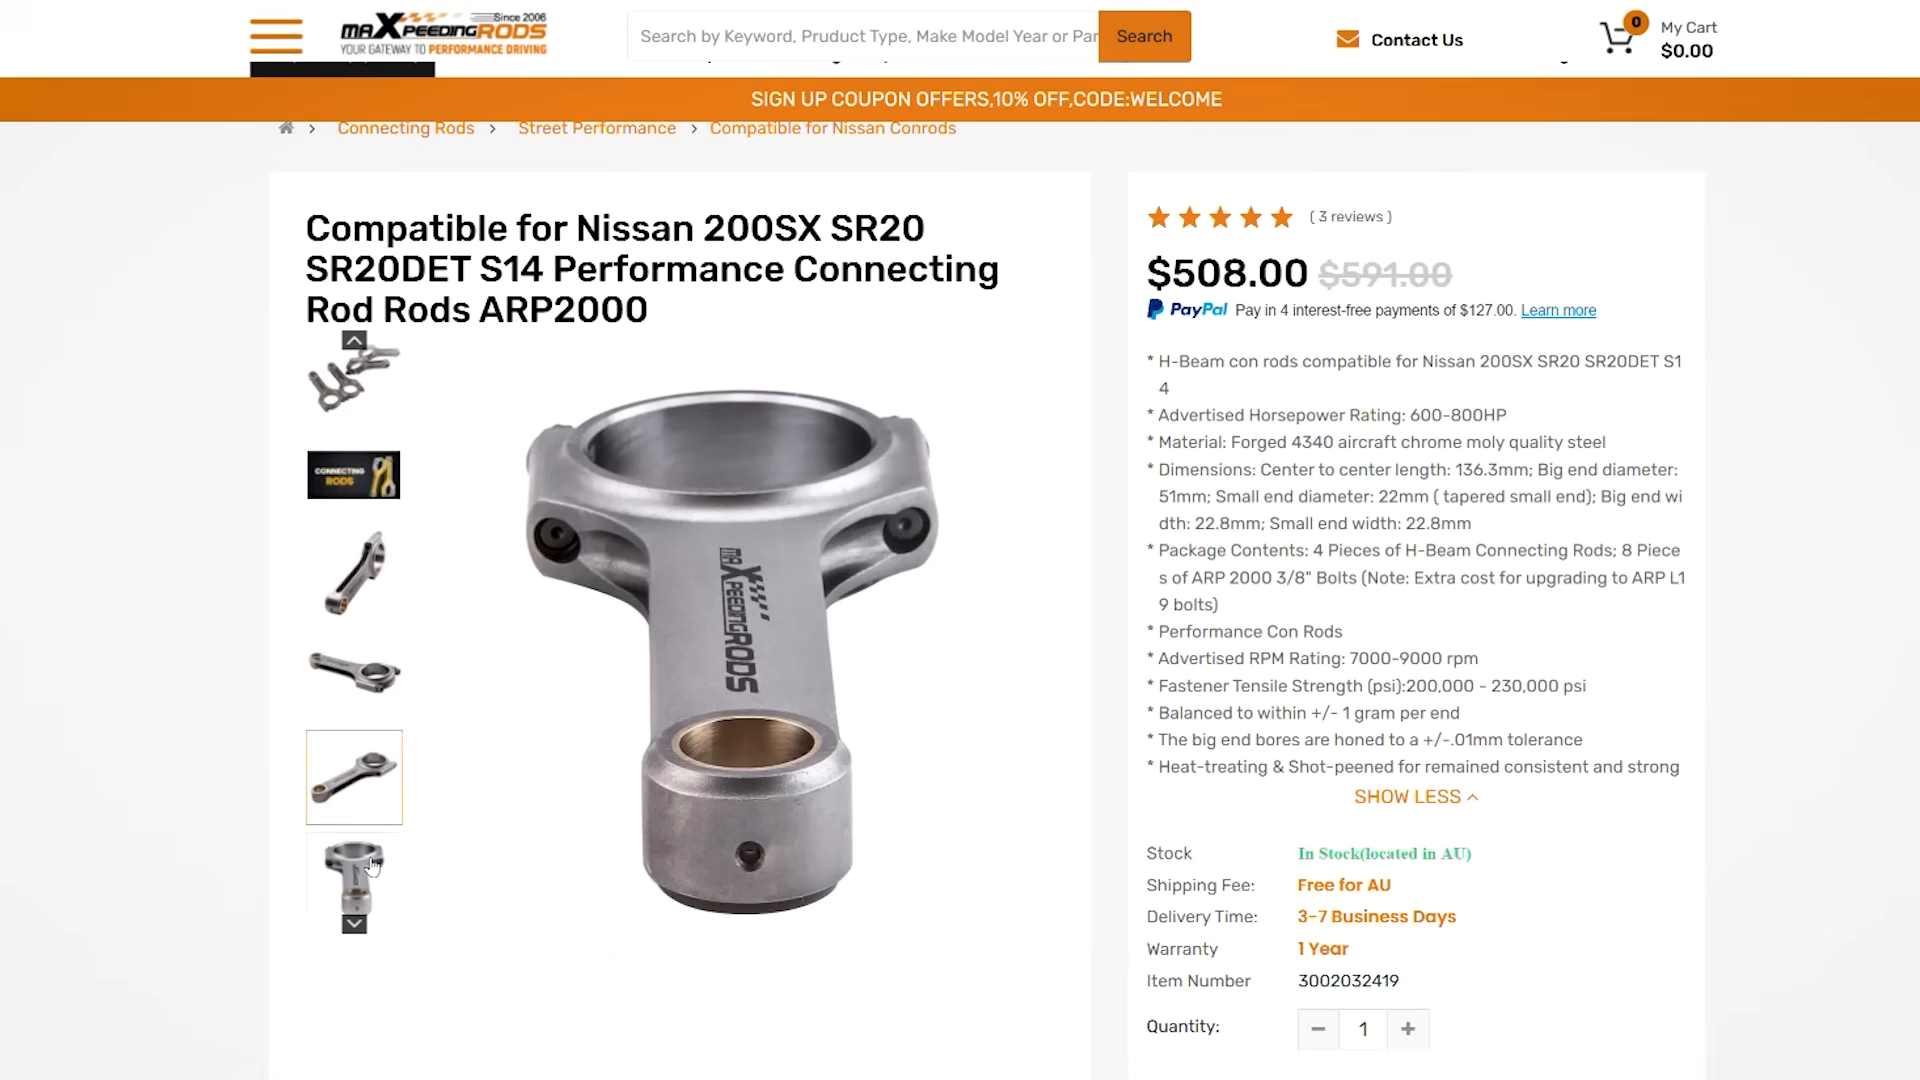 Since 2006
MAXPEEDINGRODS
YOUR GATEWAY TO PERFORMANCE DRIVING
Search by Keyword, Pruduct Type, Make Model Year or Par
Search
Contact Us
0
My Cart
$0.00
SIGN UP COUPON OFFERS,10% OFF,CODE:WELCOME
> Connecting Rods > Street Performance > Compatible for Nissan Conrods
Compatible for Nissan 200SX SR20
SR20DET S14 Performance Connecting
Rod Rods ARP2000
CONNECTING
RODS
MAXPEEDINGRODS
( 3 reviews )
$508.00 $591.00
PayPal Pay in 4 interest-free payments of $127.00. Learn more
* H-Beam con rods compatible for Nissan 200SX SR20 SR20DET S1
4
* Advertised Horsepower Rating: 600-800HP
* Material: Forged 4340 aircraft chrome moly quality steel
* Dimensions: Center to center length: 136.3mm; Big end diameter:
51mm; Small end diameter: 22mm ( tapered small end); Big end wi
dth: 22.8mm; Small end width: 22.8mm
* Package Contents: 4 Pieces of H-Beam Connecting Rods; 8 Piece
s of ARP 2000 3/8" Bolts (Note: Extra cost for upgrading to ARP L1
9 bolts)
* Performance Con Rods
* Advertised RPM Rating: 7000-9000 rpm
* Fastener Tensile Strength (psi):200,000 - 230,000 psi
* Balanced to within +/- 1 gram per end
* The big end bores are honed to a +/-.01mm tolerance
* Heat-treating & Shot-peened for remained consistent and strong
SHOW LESS
Stock In Stock(located in AU)
Shipping Fee: Free for AU
Delivery Time: 3-7 Business Days
Warranty 1 Year
Item Number 3002032419
Quantity: − 1 +